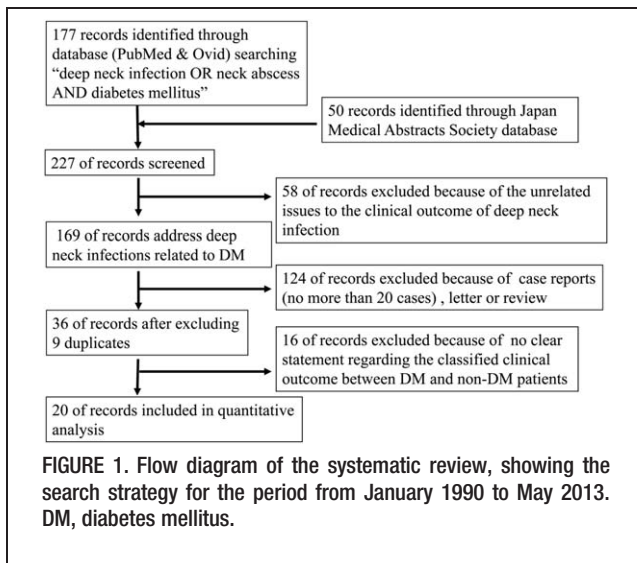 177 records identified through
database (PubMed & Ovid) searching
“deep neck infection OR neck abscess
AND diabetes mellitus”
50 records identified through Japan
Medical Abstracts Society database
227 of records screened
58 of records excluded because of the unrelated
issues to the clinical outcome of deep neck
infection
169 of records address deep
neck infections related to DM
124 of records excluded because of case reports
(no more than 20 cases) , letter or review
36 of records after excluding
9 duplicates
16 of records excluded because of no clear
statement regarding the classified clinical
outcome between DM and non-DM patients
20 of records included in quantitative
analysis
FIGURE 1. Flow diagram of the systematic review, showing the
search strategy for the period from January 1990 to May 2013.
DM, diabetes mellitus.